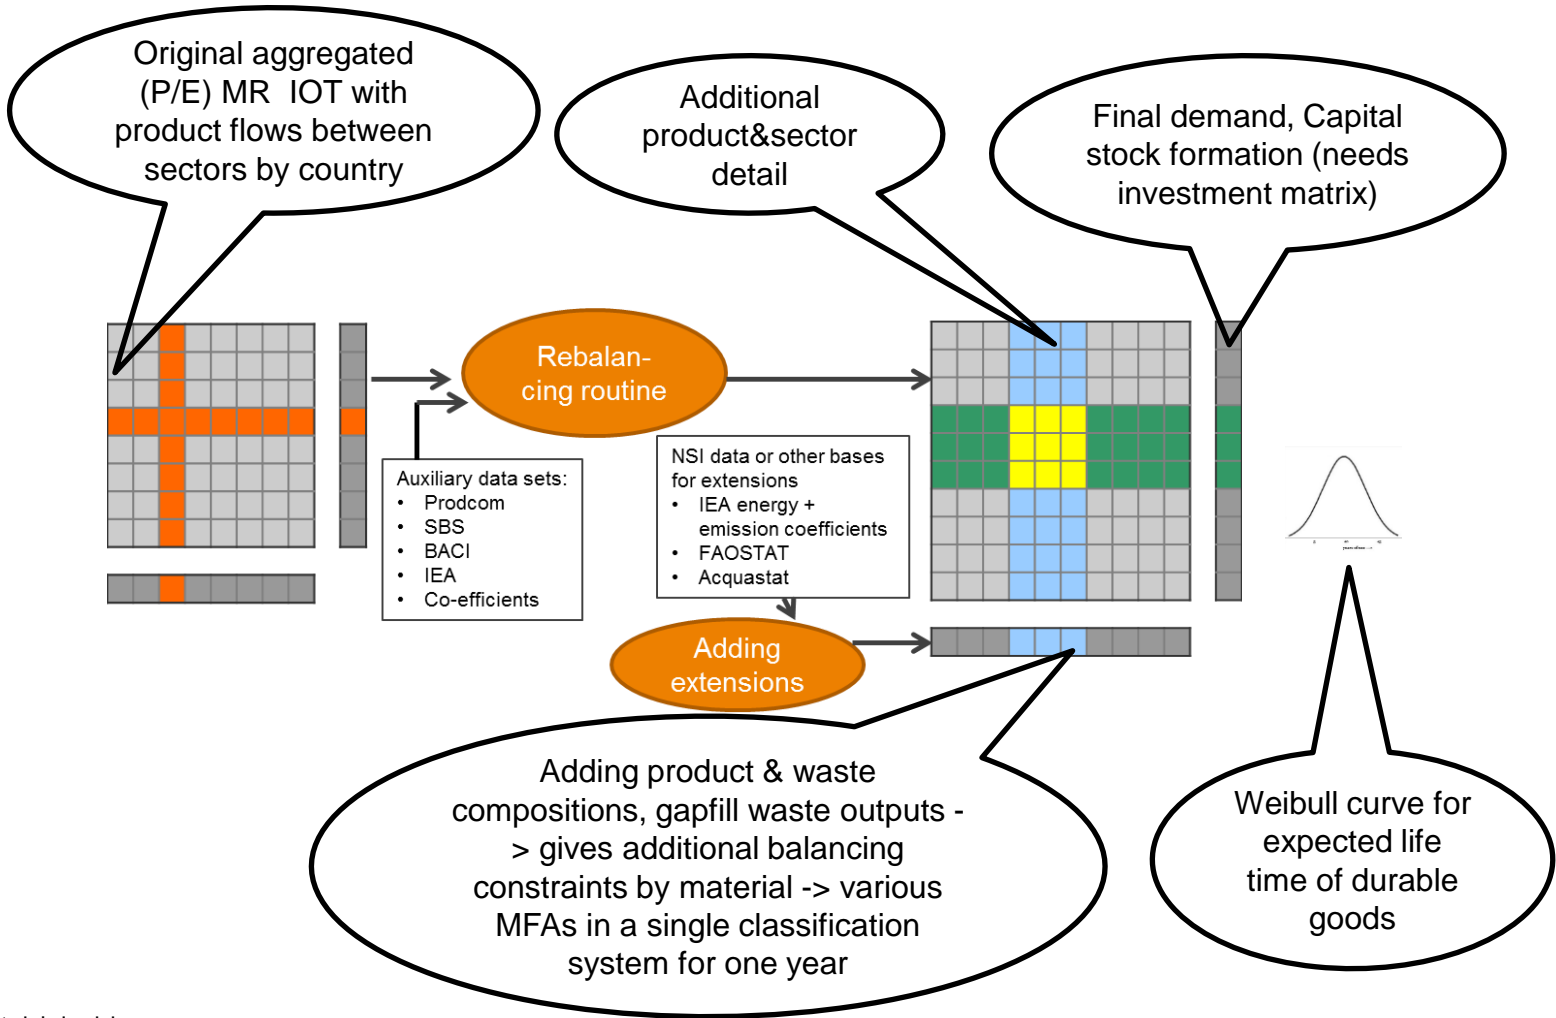 Original aggregated
(P/E) MR IOT with
product flows between
sectors by country
Additional
product&sector
detail
Final demand, Capital
stock formation (needs
investment matrix)
Rebalan-
cing routine
Auxiliary data sets:
• Prodcom
• SBS
• BACI
• IEA
• Co-efficients
NSI data or other bases
for extensions
• IEA energy +
emission coefficients
• FAOSTAT
• Acquastat
Adding
extensions
Adding product & waste
compositions, gapfill waste outputs -
> gives additional balancing
constraints by material -> various
MFAs in a single classification
system for one year
Weibull curve for
expected life
time of durable
goods